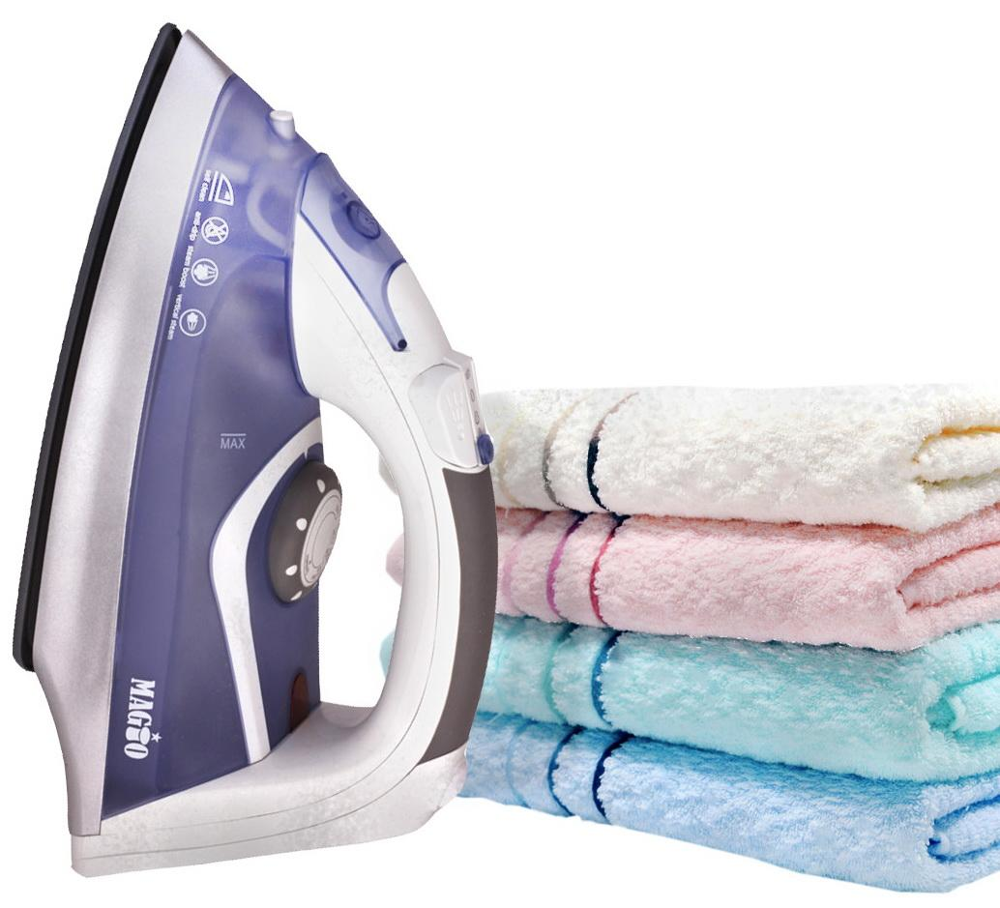 self clean
anti-drip
steam boost
vertical steam
MAX
MAGIO